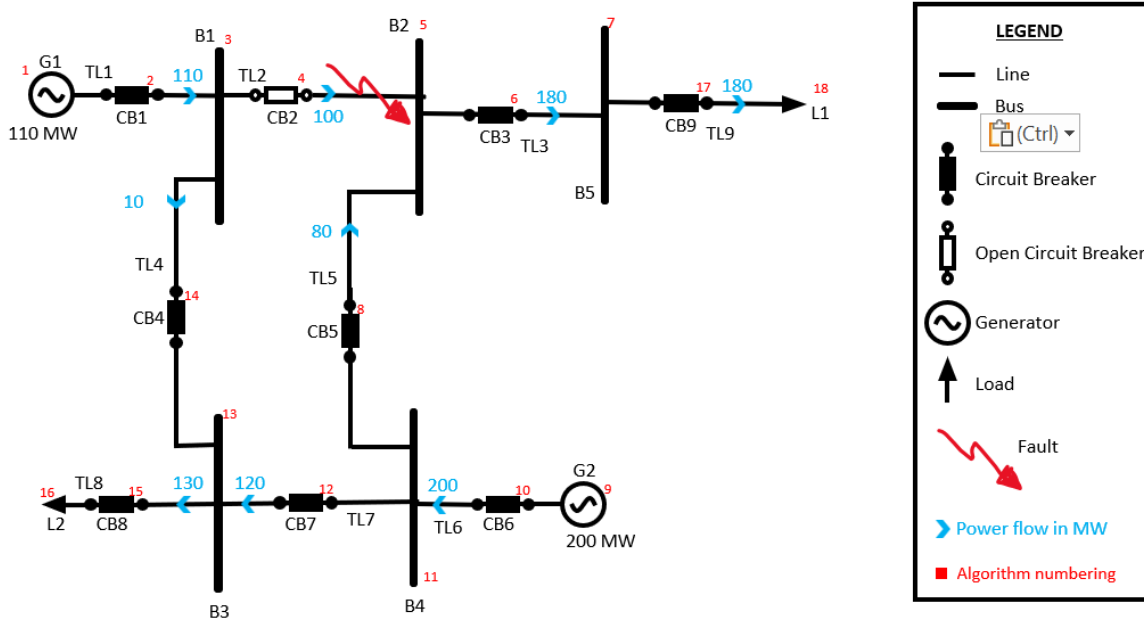 B1
3
B2
5
7
1
G1
TL1
2
110
TL2
4
6
180
17
180
18
CB1
CB2
100
CB3
CB9
L1
110 MW
TL3
TL9
B5
10
80
TL4
14
TL5
8
CB4
CB5
13
G2
16
TL8
15
130
120
12
200
10
9
L2
CB8
CB7
TL7
TL6
CB6
200 MW
11
B3
B4
LEGEND
Line
Bus
(Ctrl)
Circuit Breaker
Open Circuit Breaker
Generator
Load
Fault
Power flow in MW
Algorithm numbering